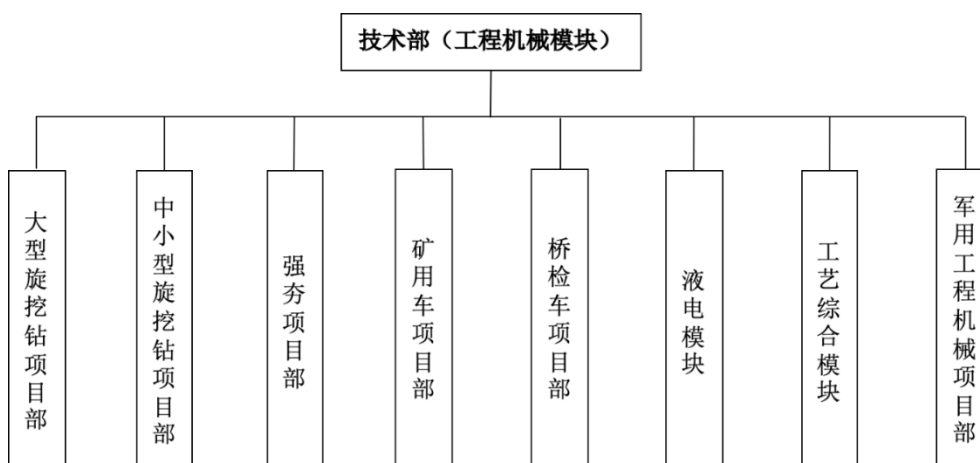 技术部（工程机械模块）
大型旋挖钻项目部
中小型旋挖钻项目部
强夯项目部
矿用车项目部
桥检车项目部
液电模块
工艺综合模块
军用工程机械项目部